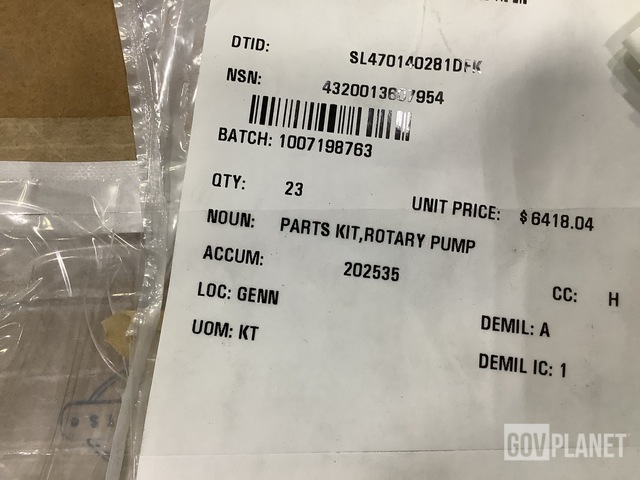 DTID: SL470140281DFK
NSN: 4320013607954
BATCH: 1007198763
QTY: 23 UNIT PRICE: $ 6418.04
NOUN: PARTS KIT,ROTARY PUMP
ACCUM: 202535
LOC: GENN CC: H
UOM: KT DEMIL: A
DEMIL IC: 1
GOVPLANET